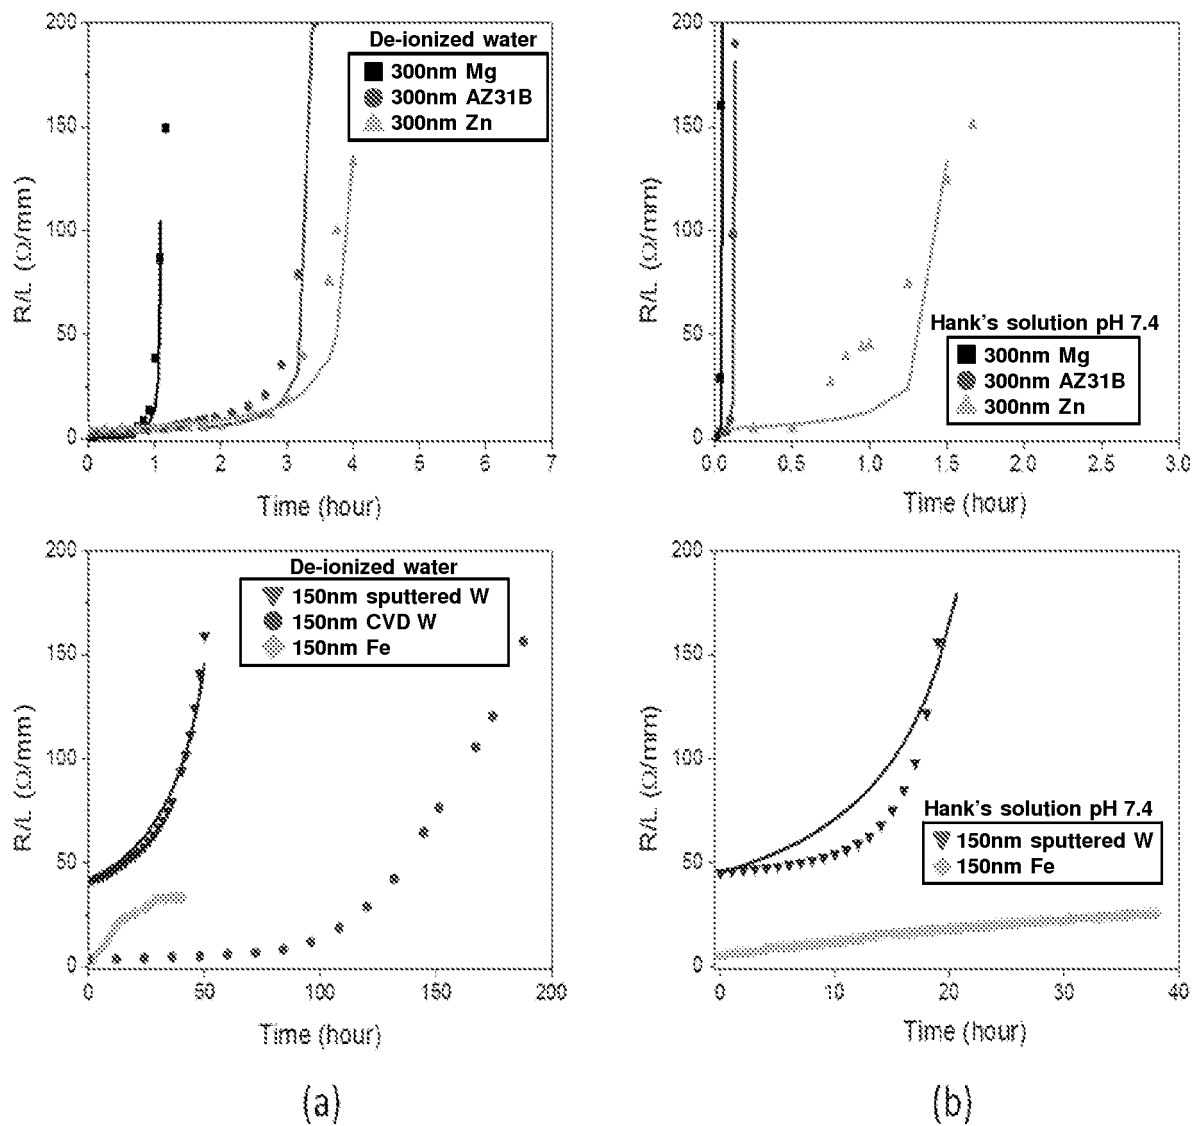 De-ionized water
300nm Mg
300nm AZ31B
300nm Zn
200
150
100
50
0
R/L (Ω/mm)
0 1 2 3 4 5 6 7
Time (hour)
Hank's solution pH 7.4
300nm Mg
300nm AZ31B
300nm Zn
200
150
100
50
0
R/L (Ω/mm)
0.0 0.5 1.0 1.5 2.0 2.5 3.0
Time (hour)
De-ionized water
150nm sputtered W
150nm CVD W
150nm Fe
200
150
100
50
0
R/L (Ω/mm)
0 50 100 150 200
Time (hour)
(a)
Hank's solution pH 7.4
150nm sputtered W
150nm Fe
200
150
100
50
0
R/L (Ω/mm)
0 10 20 30 40
Time (hour)
(b)